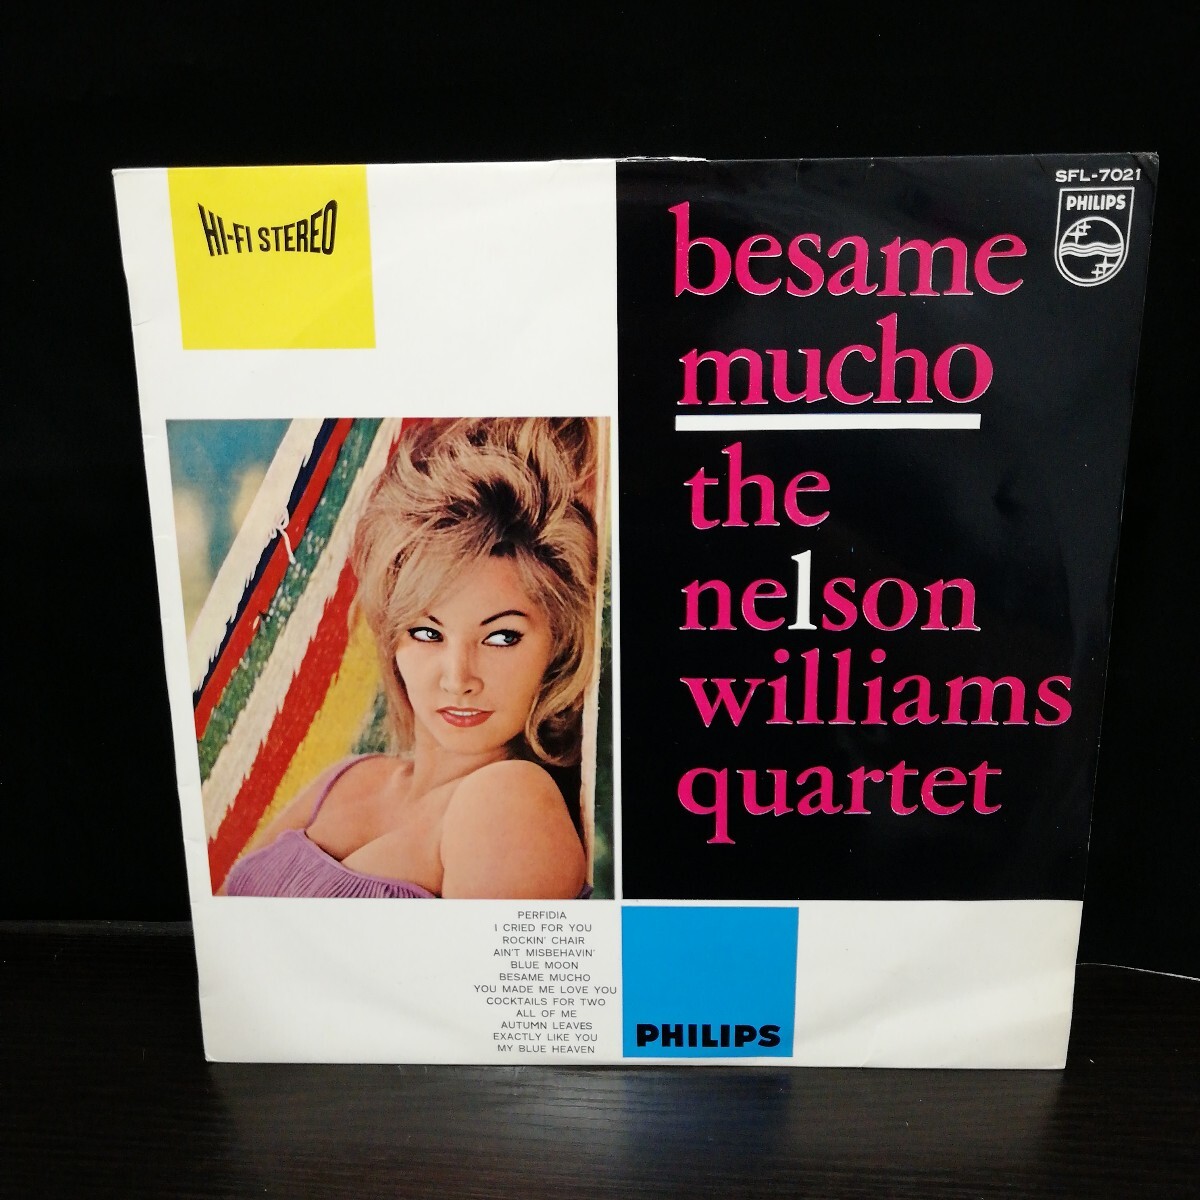 HI-FI STEREO
SFL-7021
PHILIPS
besame
mucho
the
nelson
williams
quartet
PERFIDIA
I CRIED FOR YOU
ROCKIN' CHAIR
AIN'T MISBEHAVIN'
BLUE MOON
BESAME MUCHO
YOU MADE ME LOVE YOU
COCKTAILS FOR TWO
ALL OF ME
AUTUMN LEAVES
EXACTLY LIKE YOU
MY BLUE HEAVEN
PHILIPS